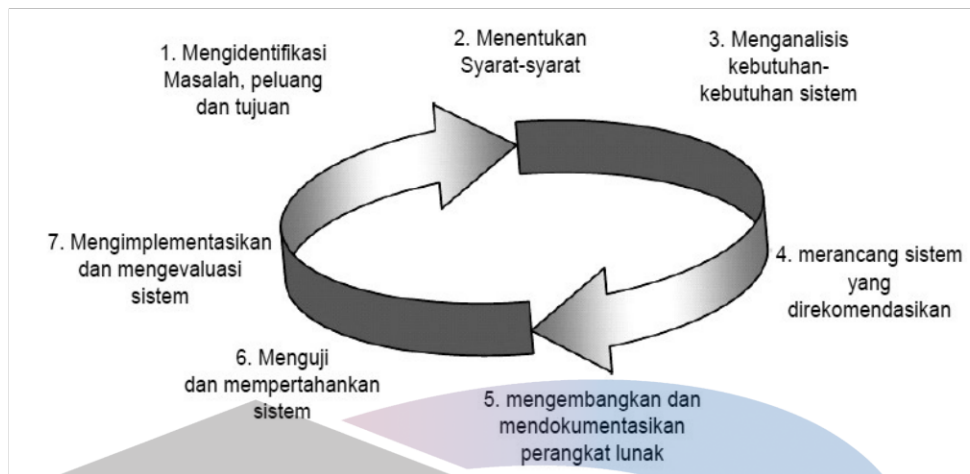 1. Mengidentifikasi
Masalah, peluang
dan tujuan
2. Menentukan
Syarat-syarat
3. Menganalisis
kebutuhan-
kebutuhan sistem
4. merancang sistem
yang
direkomendasikan
5. mengembangkan dan
mendokumentasikan
perangkat lunak
6. Menguji
dan mempertahankan
sistem
7. Mengimplementasikan
dan mengevaluasi
sistem